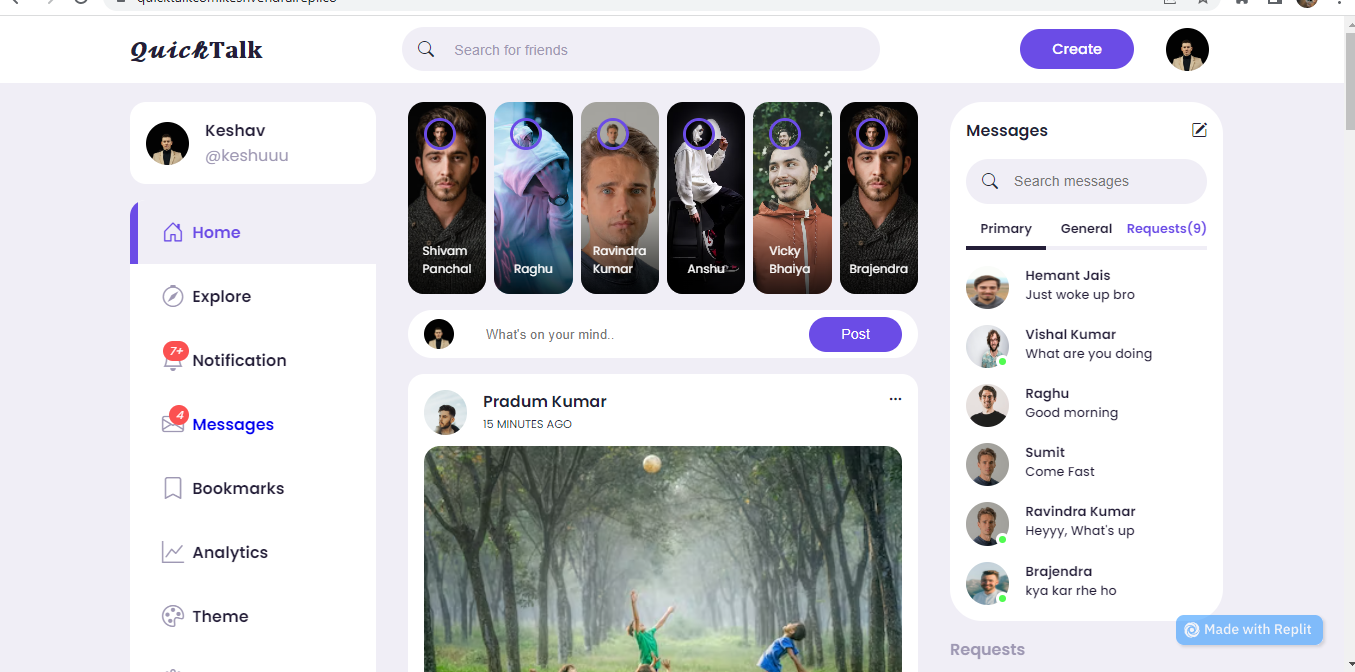 QuickTalk
Search for friends
Create
Keshav
@keshuuu
Home
Explore
7+
Notification
4
Messages
Bookmarks
Analytics
Theme
Shivam
Panchal
Raghu
Ravindra
Kumar
Anshu
Vicky
Bhaiya
Brajendra
What's on your mind..
Post
Pradum Kumar
15 MINUTES AGO
Messages
Search messages
Primary General Requests(9)
Hemant Jais
Just woke up bro
Vishal Kumar
What are you doing
Raghu
Good morning
Sumit
Come Fast
Ravindra Kumar
Heyyy, What's up
Brajendra
kya kar rhe ho
Made with Replit
Requests